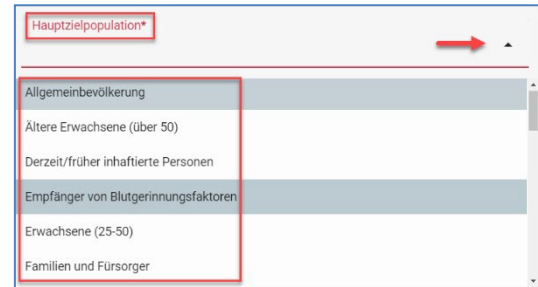 Hauptzielpopulation*
Allgemeinbevölkerung
Ältere Erwachsene (über 50)
Derzeit/früher inhaftierte Personen
Empfänger von Blutgerinnungsfaktoren
Erwachsene (25-50)
Familien und Fürsorger